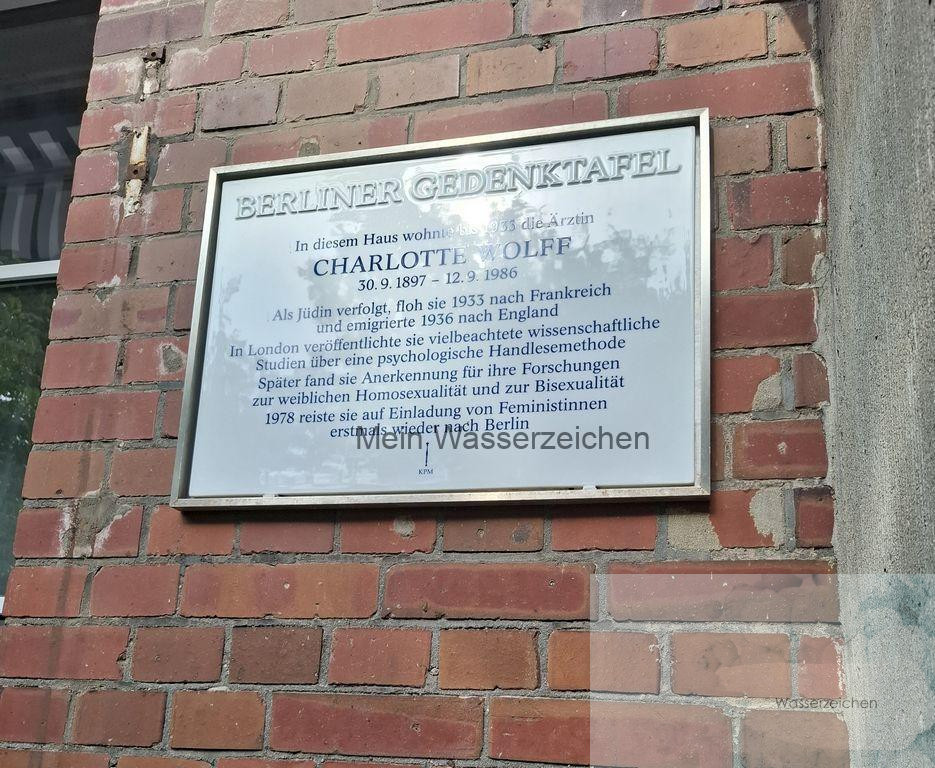 BERLINER GEDENKTAFEL
In diesem Haus wohnte bis 1933 die Ärztin
CHARLOTTE WOLFF
30. 9. 1897 – 12. 9. 1986
Als Jüdin verfolgt, floh sie 1933 nach Frankreich
und emigrierte 1936 nach England
In London veröffentlichte sie vielbeachtete wissenschaftliche
Studien über eine psychologische Handlesemethode
Später fand sie Anerkennung für ihre Forschungen
zur weiblichen Homosexualität und zur Bisexualität
1978 reiste sie auf Einladung von Feministinnen
erstmals wieder nach Berlin
Mein Wasserzeichen
KPM
Wasserzeichen